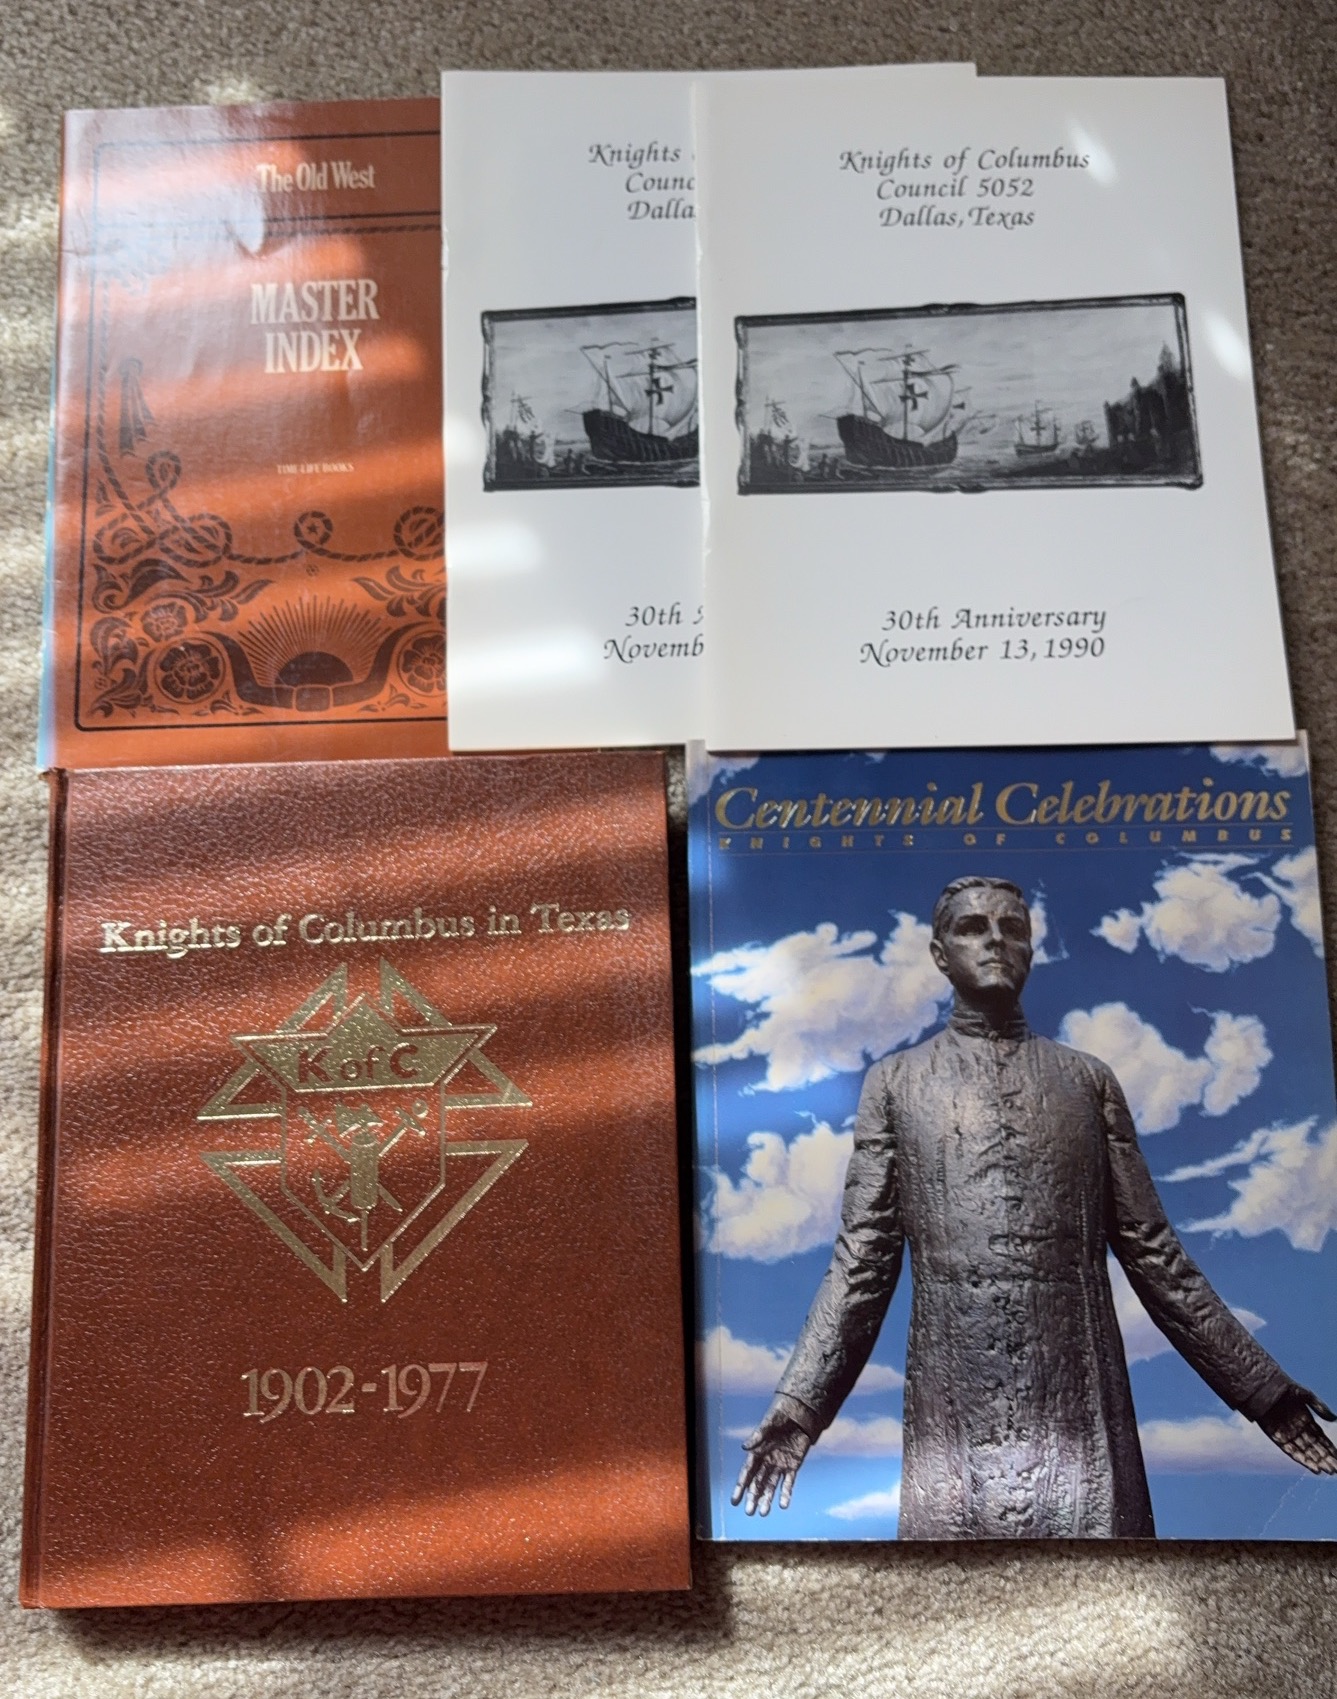 The Old West
MASTER
INDEX
TIME-LIFE BOOKS
Knights
Counc
Dalla
30th
Novemb
Knights of Columbus
Council 5052
Dallas, Texas
30th Anniversary
November 13, 1990
Knights of Columbus in Texas
K of C
1902-1977
Centennial Celebrations
KNIGHTS OF COLUMBUS